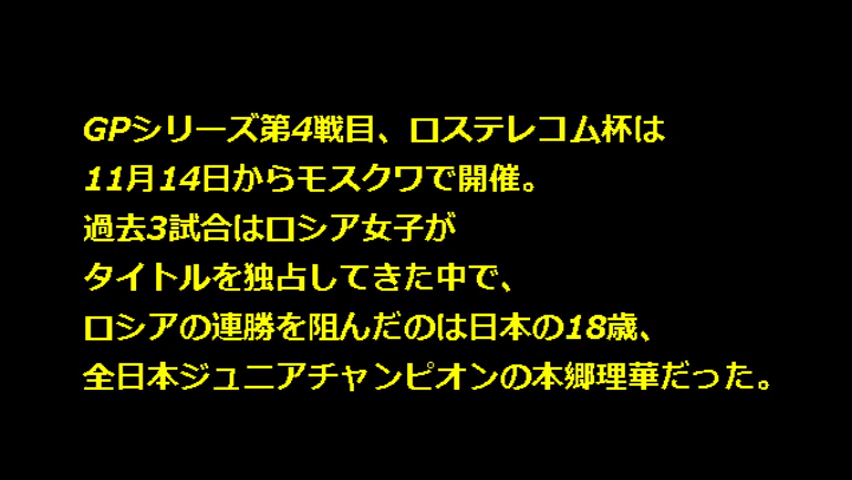 GPシリーズ第4戦目、ロステレコム杯は
11月14日からモスクワで開催。
過去3試合はロシア女子が
タイトルを独占してきた中で、
ロシアの連勝を阻んだのは日本の18歳、
全日本ジュニアチャンピオンの本郷理華だった。